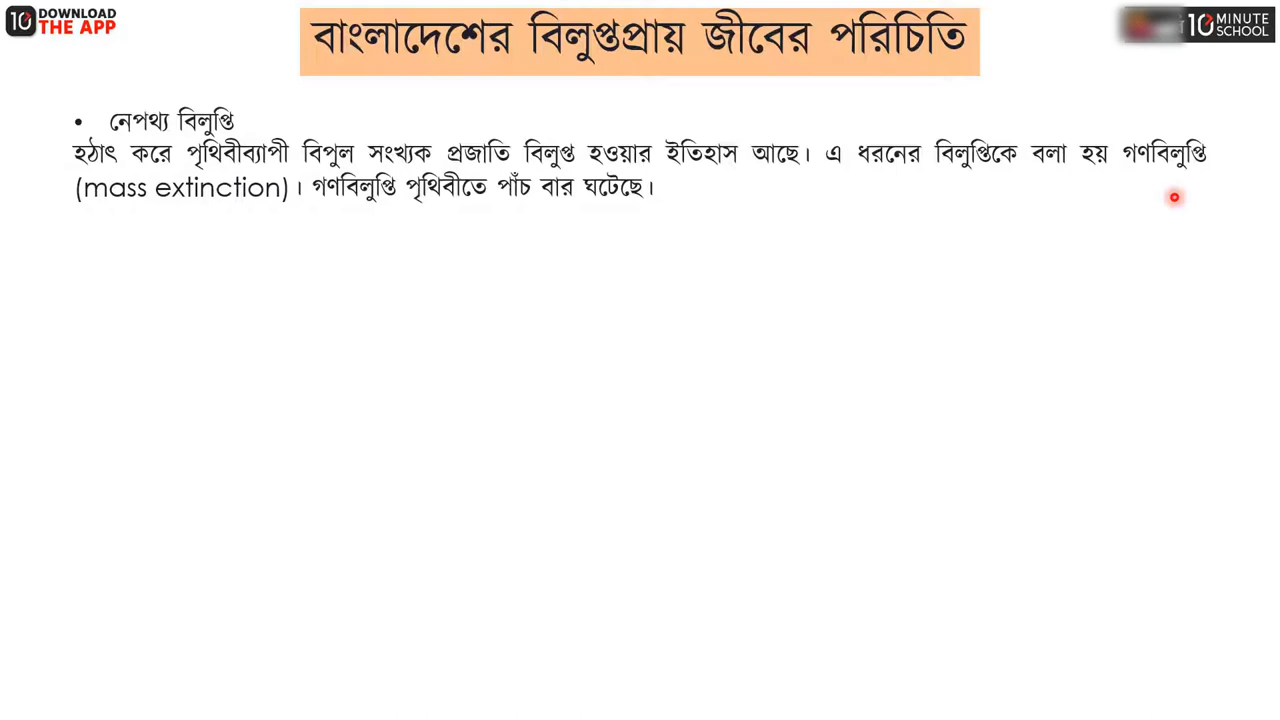 10 DOWNLOAD
THE APP
বাংলাদেশের বিলুপ্তপ্রায় জীবের পরিচিতি
10 MINUTE
SCHOOL
• নেপথ্য বিলুপ্তি
হঠাৎ করে পৃথিবীব্যাপী বিপুল সংখ্যক প্রজাতি বিলুপ্ত হওয়ার ইতিহাস আছে। এ ধরনের বিলুপ্তিকে বলা হয় গণবিলুপ্তি
(mass extinction)। গণবিলুপ্তি পৃথিবীতে পাঁচ বার ঘটেছে।